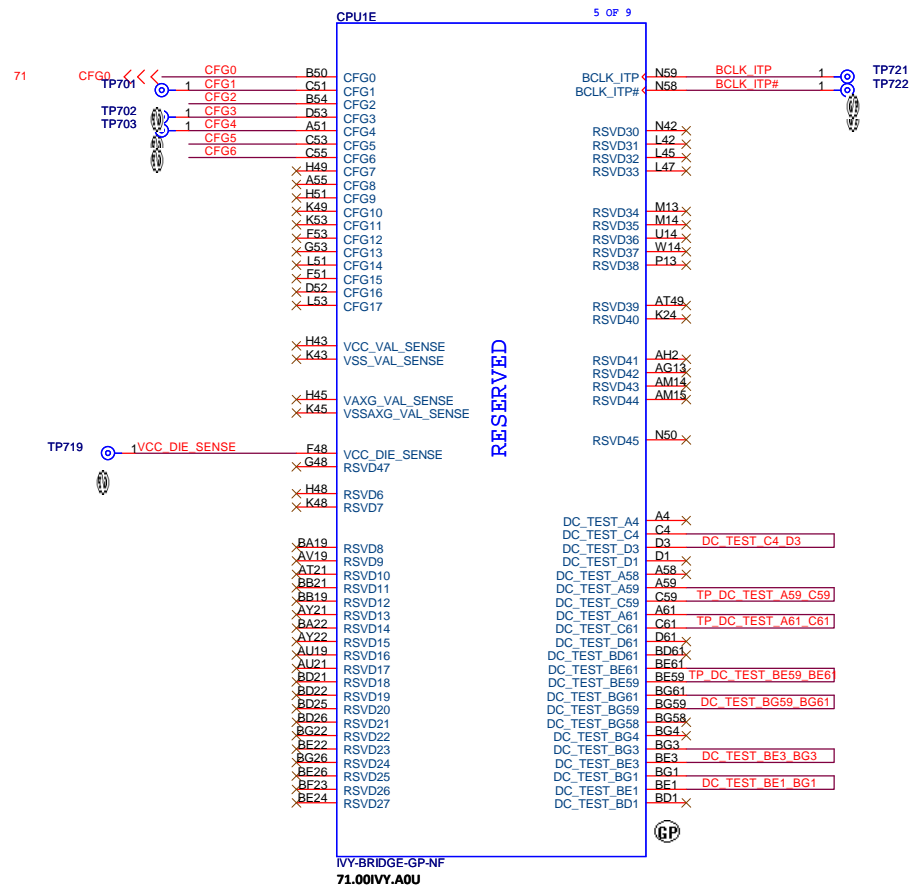 CPU1E 5 OF 9
71 CFG0 CFG0 B50 CFG0 BCLK_ITP N59 BCLK_ITP 1 TP721
TP701 1 CFG1 C51 CFG1 BCLK_ITP# N58 BCLK_ITP# 1 TP722
CFG2 B54 CFG2
TP702 1 CFG3 D53 CFG3
TP703 1 CFG4 A51 CFG4 RSVD30 N42
CFG5 C53 CFG5 RSVD31 L42
CFG6 C55 CFG6 RSVD32 L45
H49 CFG7 RSVD33 L47
A55 CFG8
H51 CFG9
K49 CFG10 RSVD34 M13
K53 CFG11 RSVD35 M14
F53 CFG12 RSVD36 U14
G53 CFG13 RSVD37 W14
L51 CFG14 RSVD38 P13
F51 CFG15
D52 CFG16
L53 CFG17 RSVD39 AT49
RSVD40 K24
H43 VCC_VAL_SENSE
K43 VSS_VAL_SENSE RSVD41 AH2
RSVD42 AG13
RSVD43 AM14
H45 VAXG_VAL_SENSE RSVD44 AM15
K45 VSSAXG_VAL_SENSE
RESERVED
RSVD45 N50
TP719 1 VCC_DIE_SENSE F48 VCC_DIE_SENSE
G48 RSVD47
H48 RSVD6
K48 RSVD7
DC_TEST_A4 A4
DC_TEST_C4 C4
BA19 RSVD8 DC_TEST_D3 D3 DC_TEST_C4_D3
AV19 RSVD9 DC_TEST_D1 D1
AT21 RSVD10 DC_TEST_A58 A58
BB21 RSVD11 DC_TEST_A59 A59
BB19 RSVD12 DC_TEST_C59 C59 TP_DC_TEST_A59_C59
AY21 RSVD13 DC_TEST_A61 A61
BA22 RSVD14 DC_TEST_C61 C61 TP_DC_TEST_A61_C61
AY22 RSVD15 DC_TEST_D61 D61
AU19 RSVD16 DC_TEST_BD61 BD61
AU21 RSVD17 DC_TEST_BE61 BE61
BD21 RSVD18 DC_TEST_BE59 BE59 TP_DC_TEST_BE59_BE61
BD22 RSVD19 DC_TEST_BG61 BG61
BD25 RSVD20 DC_TEST_BG59 BG59 DC_TEST_BG59_BG61
BD26 RSVD21 DC_TEST_BG58 BG58
BG22 RSVD22 DC_TEST_BG4 BG4
BE22 RSVD23 DC_TEST_BG3 BG3
BG26 RSVD24 DC_TEST_BE3 BE3 DC_TEST_BE3_BG3
BE26 RSVD25 DC_TEST_BG1 BG1
BF23 RSVD26 DC_TEST_BE1 BE1 DC_TEST_BE1_BG1
BE24 RSVD27 DC_TEST_BD1 BD1
GP
IVY-BRIDGE-GP-NF
71.00IVY.A0U